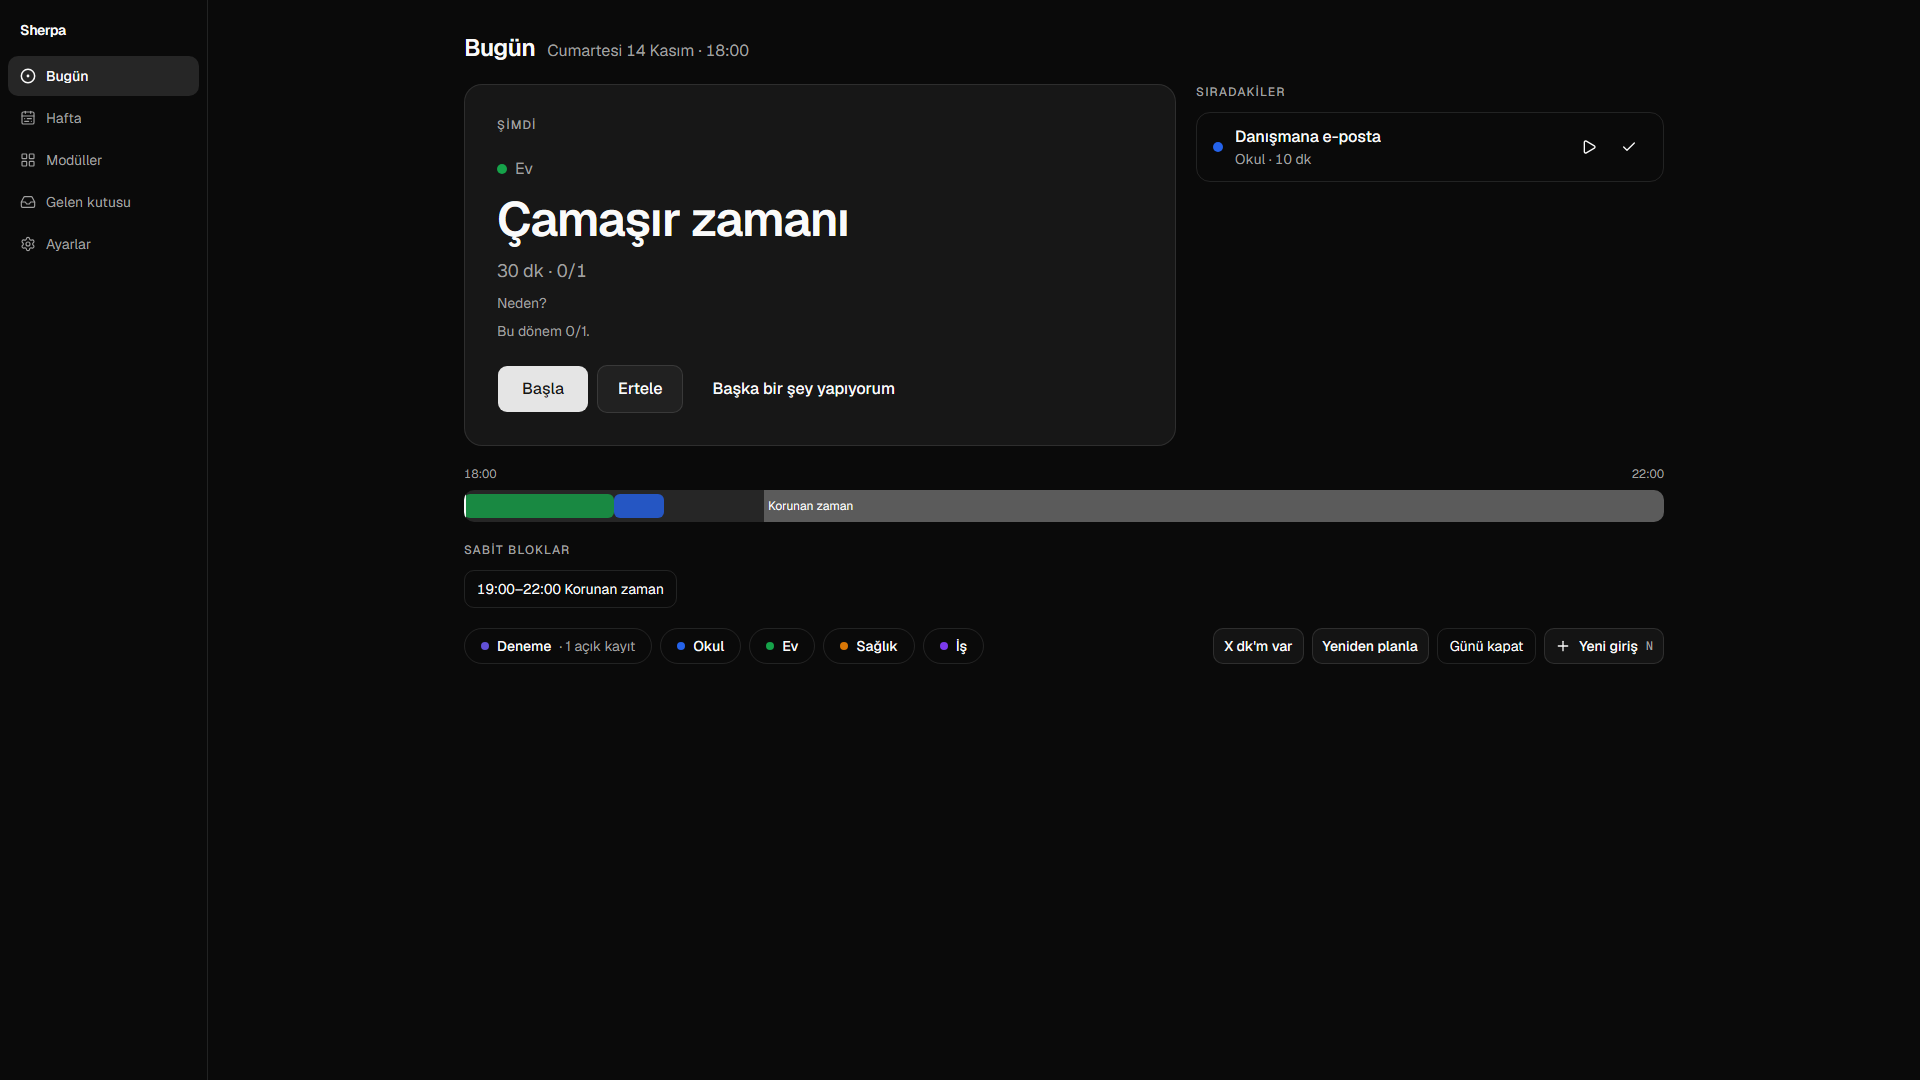 Sherpa
Bugün
Hafta
Modüller
Gelen kutusu
Ayarlar
Bugün Cumartesi 14 Kasım · 18:00
ŞİMDİ
Ev
Çamaşır zamanı
30 dk · 0/1
Neden?
Bu dönem 0/1.
Başla Ertele Başka bir şey yapıyorum
SIRADAKİLER
Danışmana e-posta
Okul · 10 dk
18:00 22:00
Korunan zaman
SABİT BLOKLAR
19:00–22:00 Korunan zaman
Deneme · 1 açık kayıt Okul Ev Sağlık İş X dk'm var Yeniden planla Günü kapat + Yeni giriş N